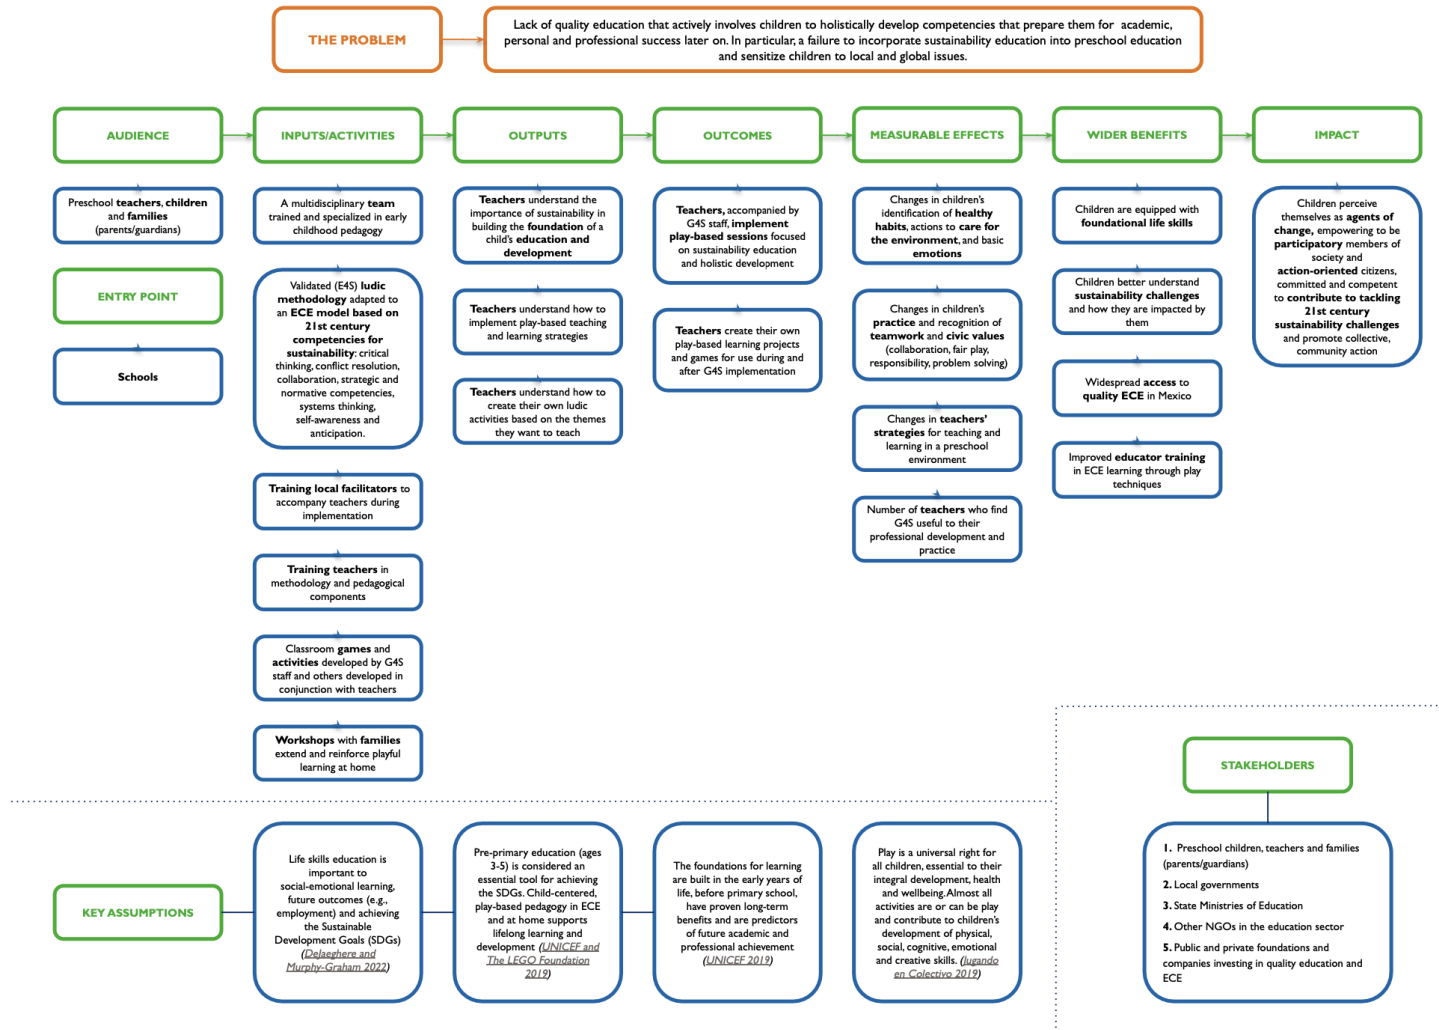 THE PROBLEM
Lack of quality education that actively involves children to holistically develop competencies that prepare them for academic,
personal and professional success later on. In particular, a failure to incorporate sustainability education into preschool education
and sensitize children to local and global issues.
AUDIENCE
Preschool teachers, children
and families
(parents/guardians)
ENTRY POINT
Schools
INPUTS/ACTIVITIES
A multidisciplinary team
trained and specialized in early
childhood pedagogy
Validated (E4S) ludic
methodology adapted to
an ECE model based on
21st century
competencies for
sustainability: critical
thinking, conflict resolution,
collaboration, strategic and
normative competencies,
systems thinking,
self-awareness and
anticipation.
Training local facilitators to
accompany teachers during
implementation
Training teachers in
methodology and pedagogical
components
Classroom games and
activities developed by G4S
staff and others developed in
conjunction with teachers
Workshops with families
extend and reinforce playful
learning at home
OUTPUTS
Teachers understand the
importance of sustainability in
building the foundation of a
child's education and
development
Teachers understand how to
implement play-based teaching
and learning strategies
Teachers understand how to
create their own ludic
activities based on the themes
they want to teach
OUTCOMES
Teachers, accompanied by
G4S staff, implement
play-based sessions focused
on sustainability education
and holistic development
Teachers create their own
play-based learning projects
and games for use during and
after G4S implementation
MEASURABLE EFFECTS
Changes in children's
identification of healthy
habits, actions to care for
the environment, and basic
emotions
Changes in children's
practice and recognition of
teamwork and civic values
(collaboration, fair play,
responsibility, problem solving)
Changes in teachers'
strategies for teaching and
learning in a preschool
environment
Number of teachers who find
G4S useful to their
professional development and
practice
WIDER BENEFITS
Children are equipped with
foundational life skills
Children better understand
sustainability challenges
and how they are impacted by
them
Widespread access to
quality ECE in Mexico
Improved educator training
in ECE learning through play
techniques
IMPACT
Children perceive
themselves as agents of
change, empowering to be
participatory members of
society and
action-oriented citizens,
committed and competent
to contribute to tackling
21st century
sustainability challenges
and promote collective,
community action
KEY ASSUMPTIONS
Life skills education is
important to
social-emotional learning,
future outcomes (e.g.,
employment) and achieving
the Sustainable
Development Goals (SDGs)
(DeJaeghere and
Murphy-Graham 2022)
Pre-primary education (ages
3-5) is considered an
essential tool for achieving
the SDGs. Child-centered,
play-based pedagogy in ECE
and at home supports
lifelong learning and
development (UNICEF and
The LEGO Foundation
2019)
The foundations for learning
are built in the early years of
life, before primary school,
have proven long-term
benefits and are predictors
of future academic and
professional achievement
(UNICEF 2019)
Play is a universal right for
all children, essential to their
integral development, health
and wellbeing. Almost all
activities are or can be play
and contribute to children's
development of physical,
social, cognitive, emotional
and creative skills. (Jugando
en Colectivo 2019)
STAKEHOLDERS
1. Preschool children, teachers and families
(parents/guardians)
2. Local governments
3. State Ministries of Education
4. Other NGOs in the education sector
5. Public and private foundations and
companies investing in quality education and
ECE